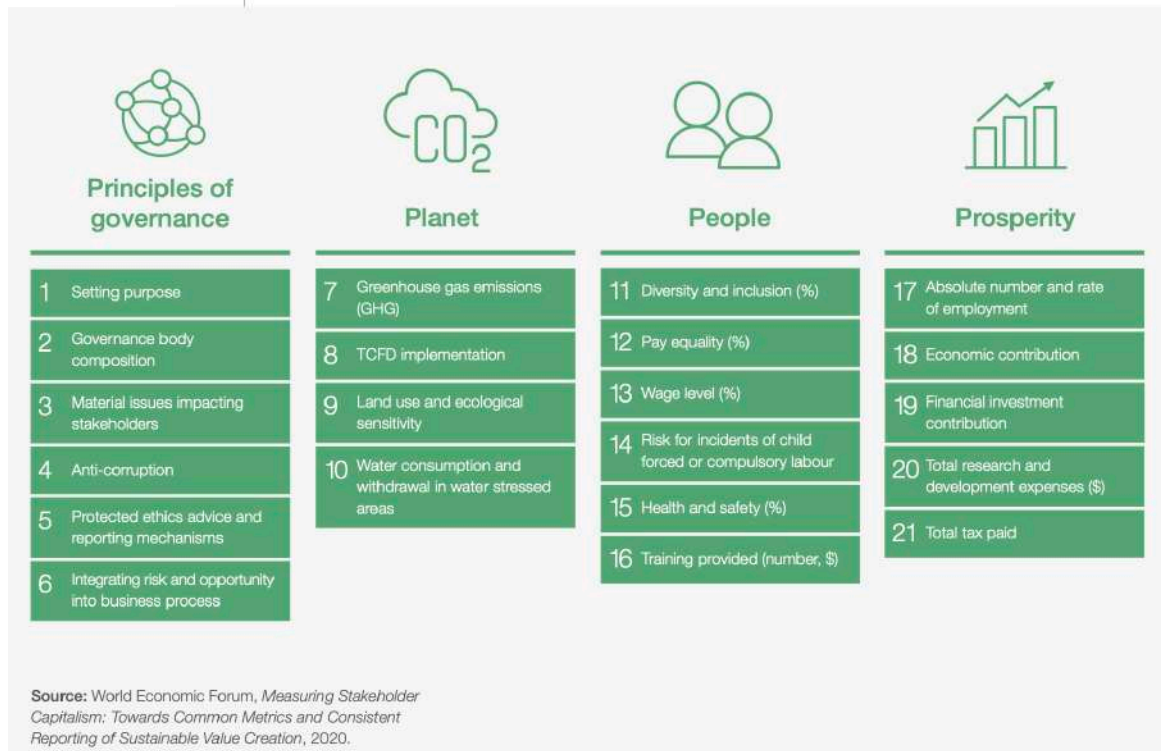 CO2
Principles of
governance
1 Setting purpose
2 Governance body
composition
3 Material issues impacting
stakeholders
4 Anti-corruption
5 Protected ethics advice and
reporting mechanisms
6 Integrating risk and opportunity
into business process
Planet
7 Greenhouse gas emissions
(GHG)
8 TCFD implementation
9 Land use and ecological
sensitivity
10 Water consumption and
withdrawal in water stressed
areas
People
11 Diversity and inclusion (%)
12 Pay equality (%)
13 Wage level (%)
14 Risk for incidents of child
forced or compulsory labour
15 Health and safety (%)
16 Training provided (number, $)
Prosperity
17 Absolute number and rate
of employment
18 Economic contribution
19 Financial investment
contribution
20 Total research and
development expenses ($)
21 Total tax paid
Source: World Economic Forum, Measuring Stakeholder
Capitalism: Towards Common Metrics and Consistent
Reporting of Sustainable Value Creation, 2020.